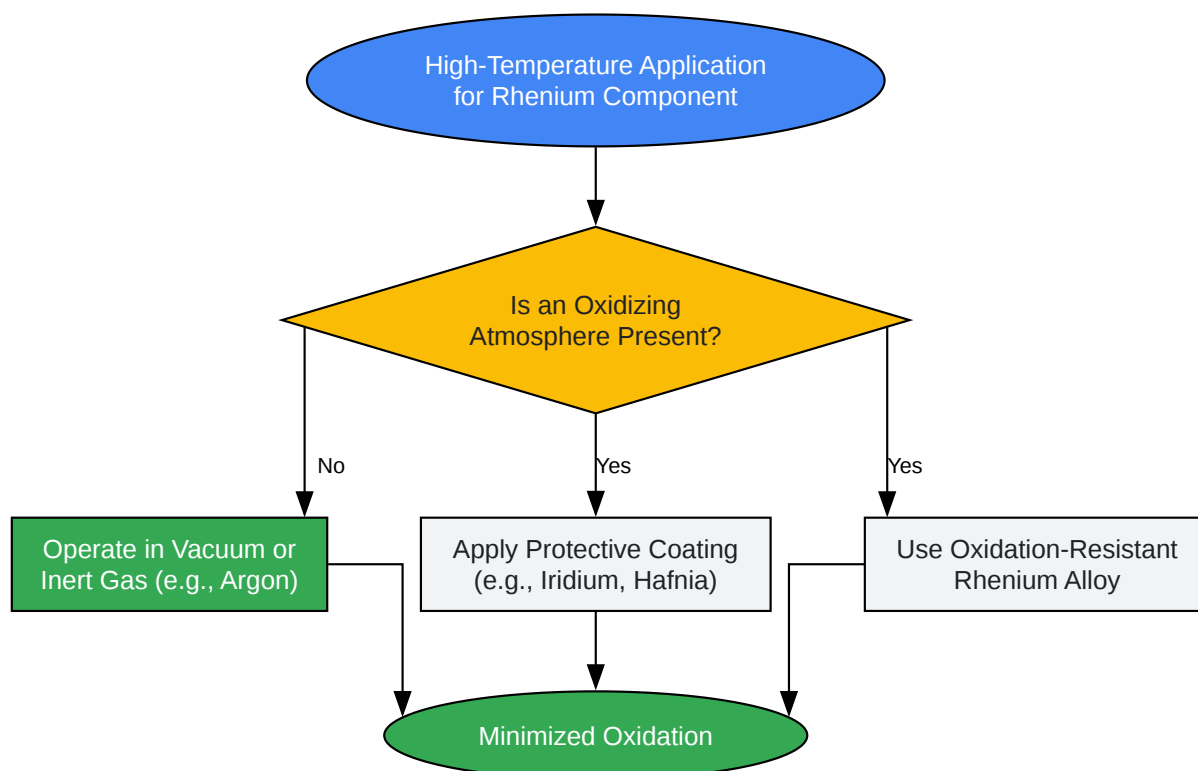 High-Temperature Application
for Rhenium Component
Is an Oxidizing
Atmosphere Present?
No
Yes
Yes
Operate in Vacuum or
Inert Gas (e.g., Argon)
Apply Protective Coating
(e.g., Iridium, Hafnia)
Use Oxidation-Resistant
Rhenium Alloy
Minimized Oxidation